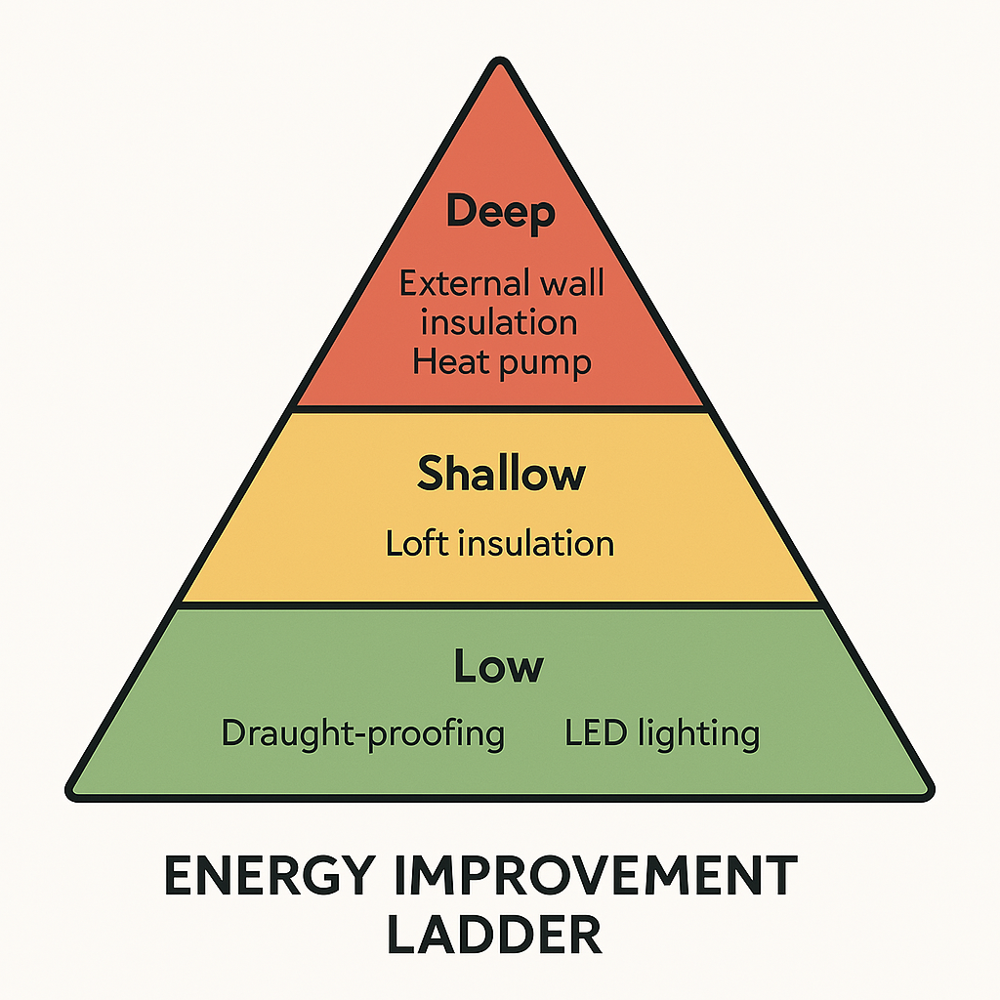 Deep
External wall
insulation
Heat pump
Shallow
Loft insulation
Low
Draught-proofing LED lighting
ENERGY IMPROVEMENT
LADDER